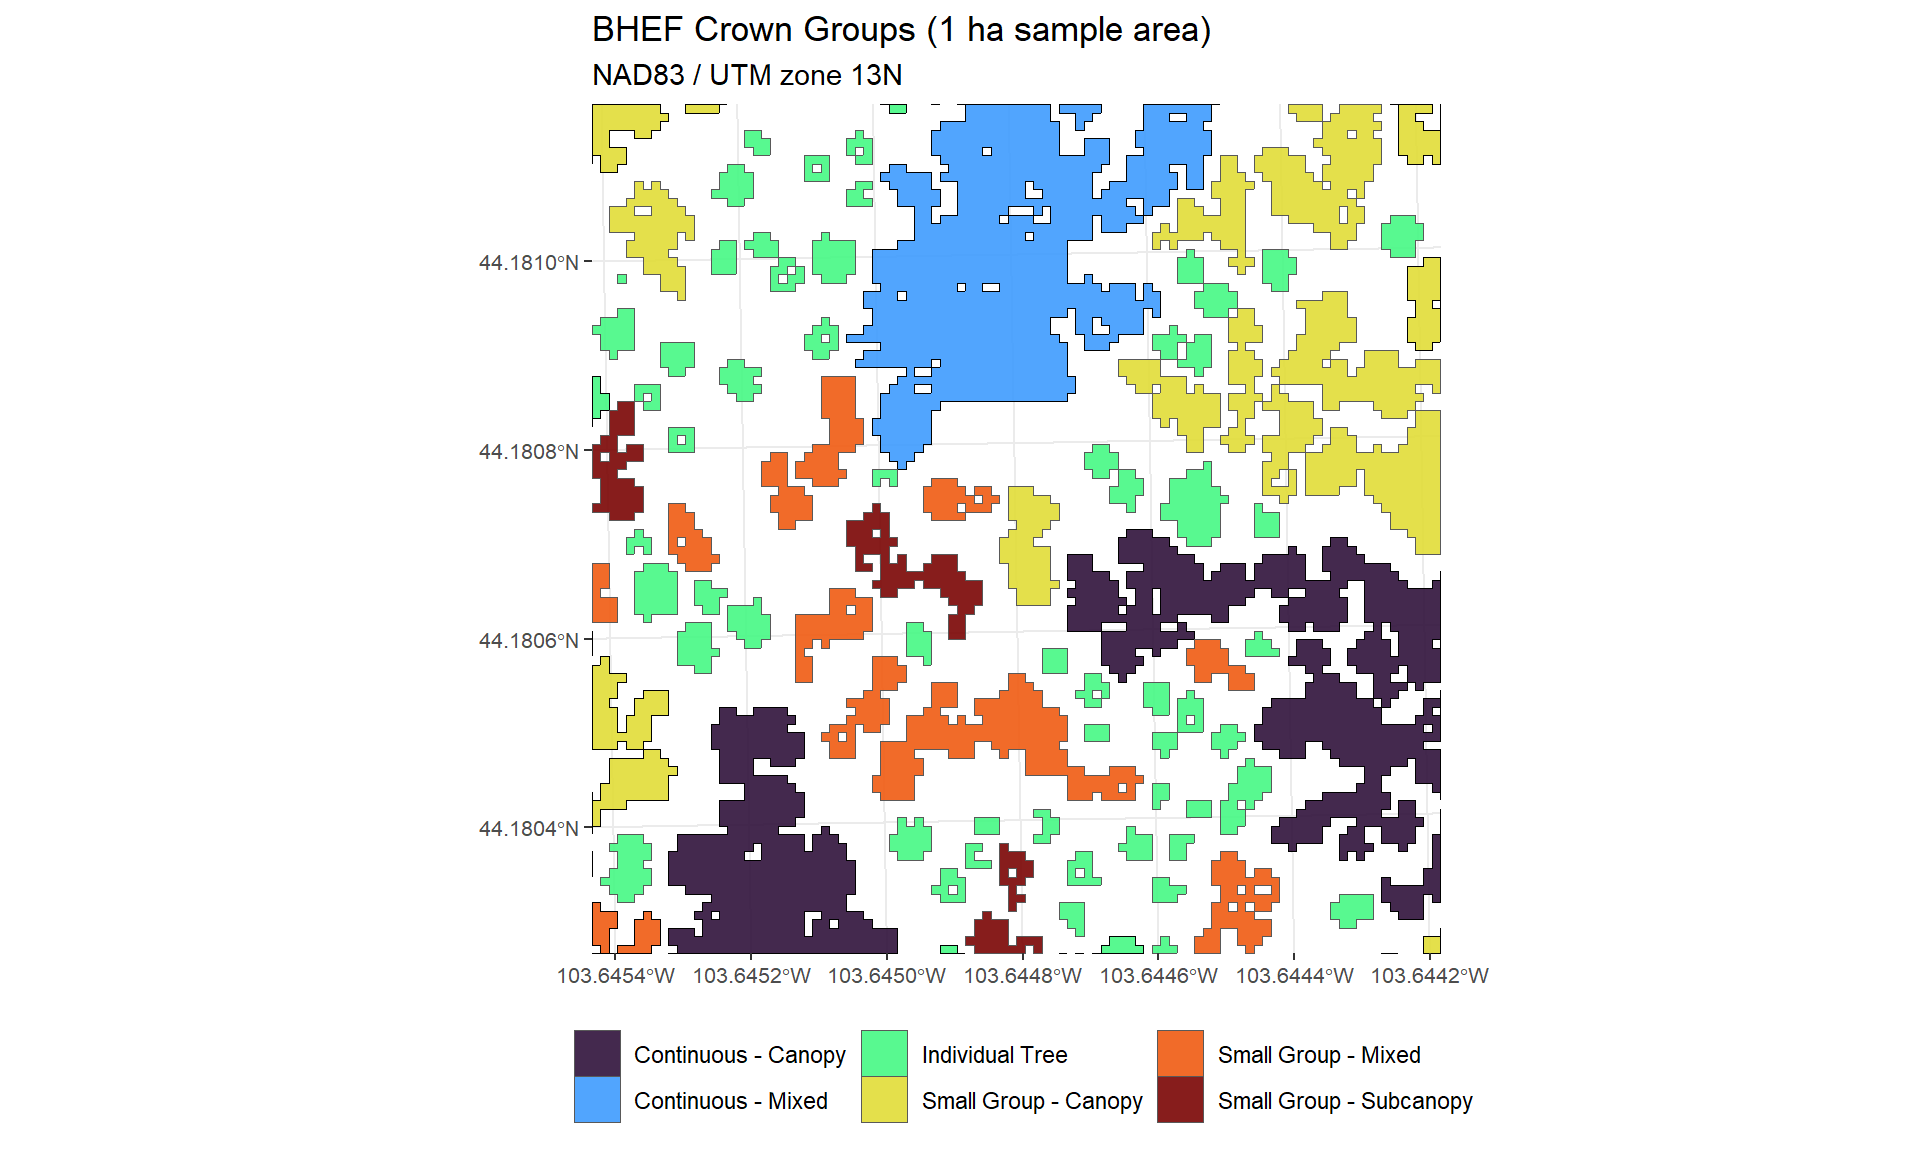 BHEF Crown Groups (1 ha sample area)
NAD83 / UTM zone 13N
44.1810°N
44.1808°N
44.1806°N
44.1804°N
103.6454°W 103.6452°W 103.6450°W 103.6448°W 103.6446°W 103.6444°W 103.6442°W
Continuous - Canopy Individual Tree Small Group - Mixed
Continuous - Mixed Small Group - Canopy Small Group - Subcanopy